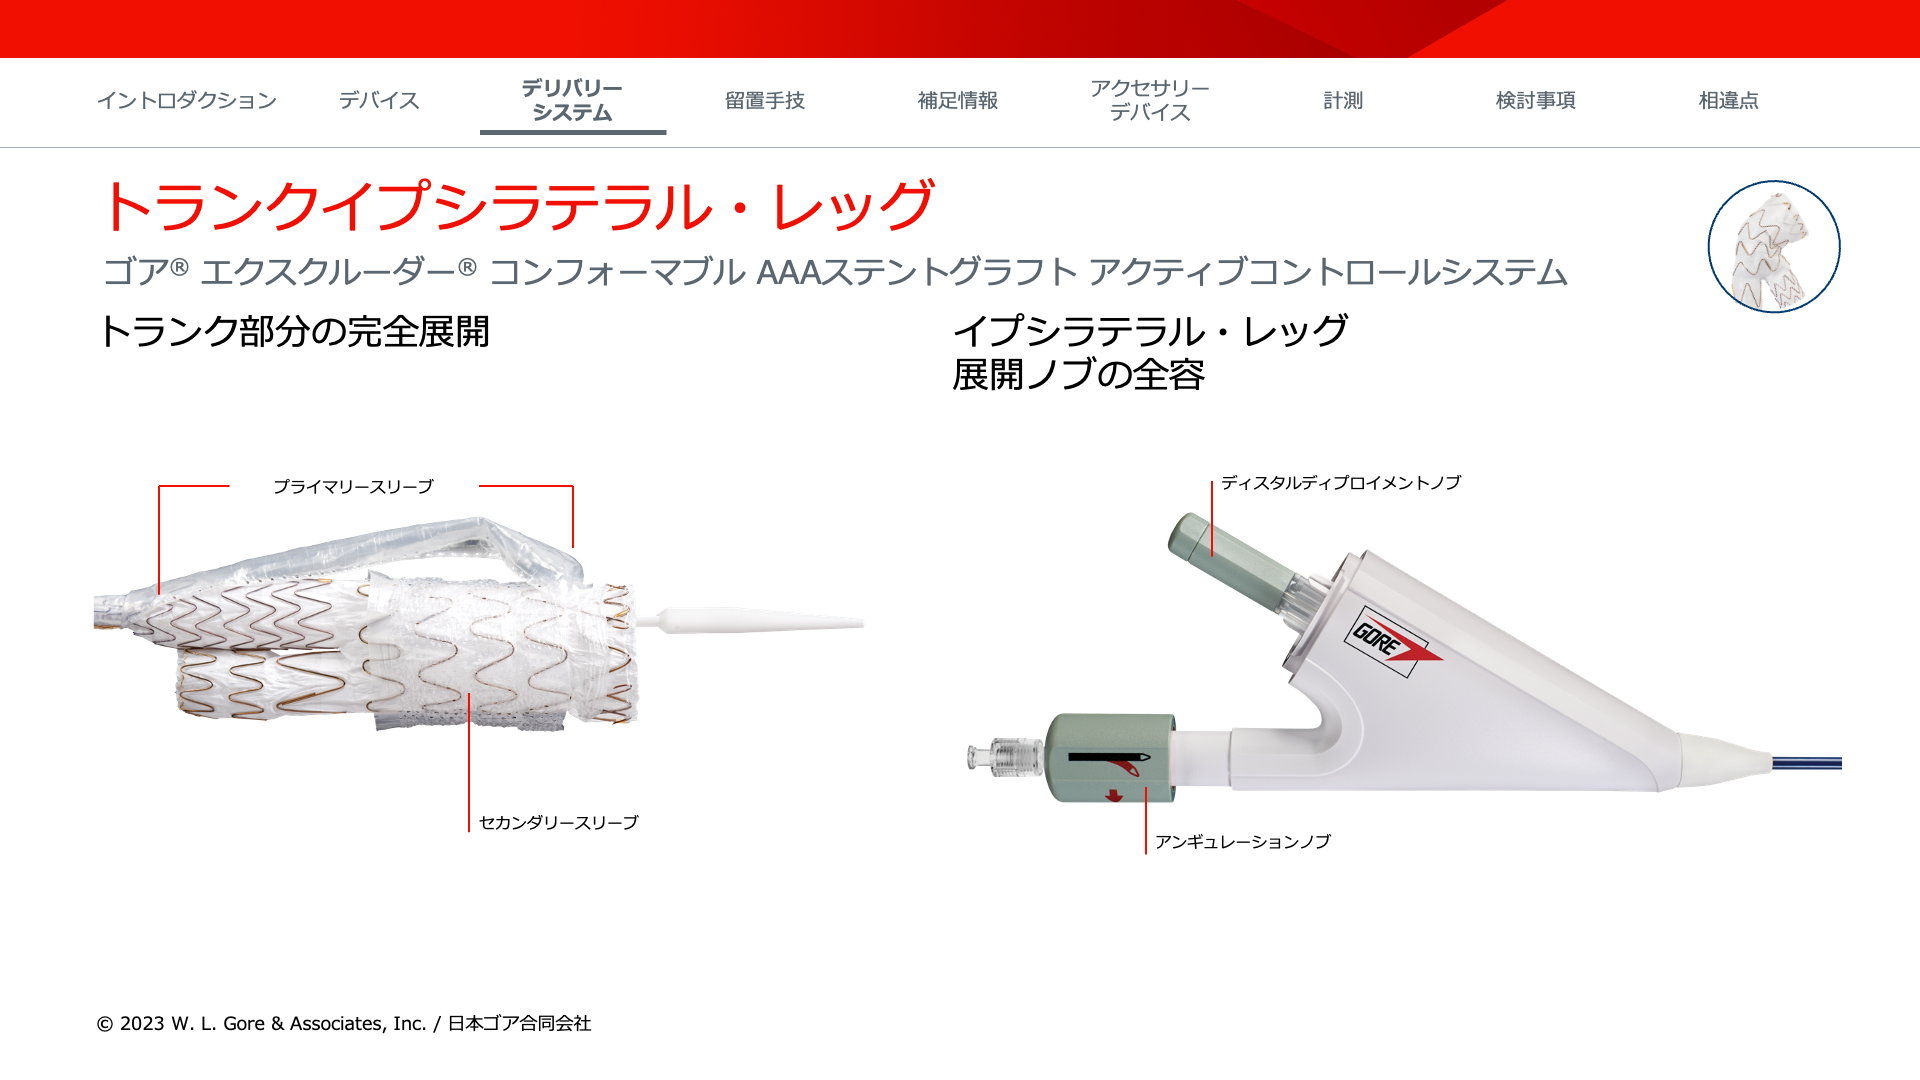 イントロダクション
デバイス
デリバリー
システム
留置手技
補足情報
アクセサリー
デバイス
計測
検討事項
相違点
トランクイプシラテラル・レッグ
ゴア® エクスクルーダー® コンフォーマブル AAAステントグラフト アクティブコントロールシステム
トランク部分の完全展開
プライマリースリーブ
セカンダリースリーブ
イプシラテラル・レッグ
展開ノブの全容
ディスタルディプロイメントノブ
GORE
アンギュレーションノブ
© 2023 W. L. Gore & Associates, Inc. / 日本ゴア合同会社